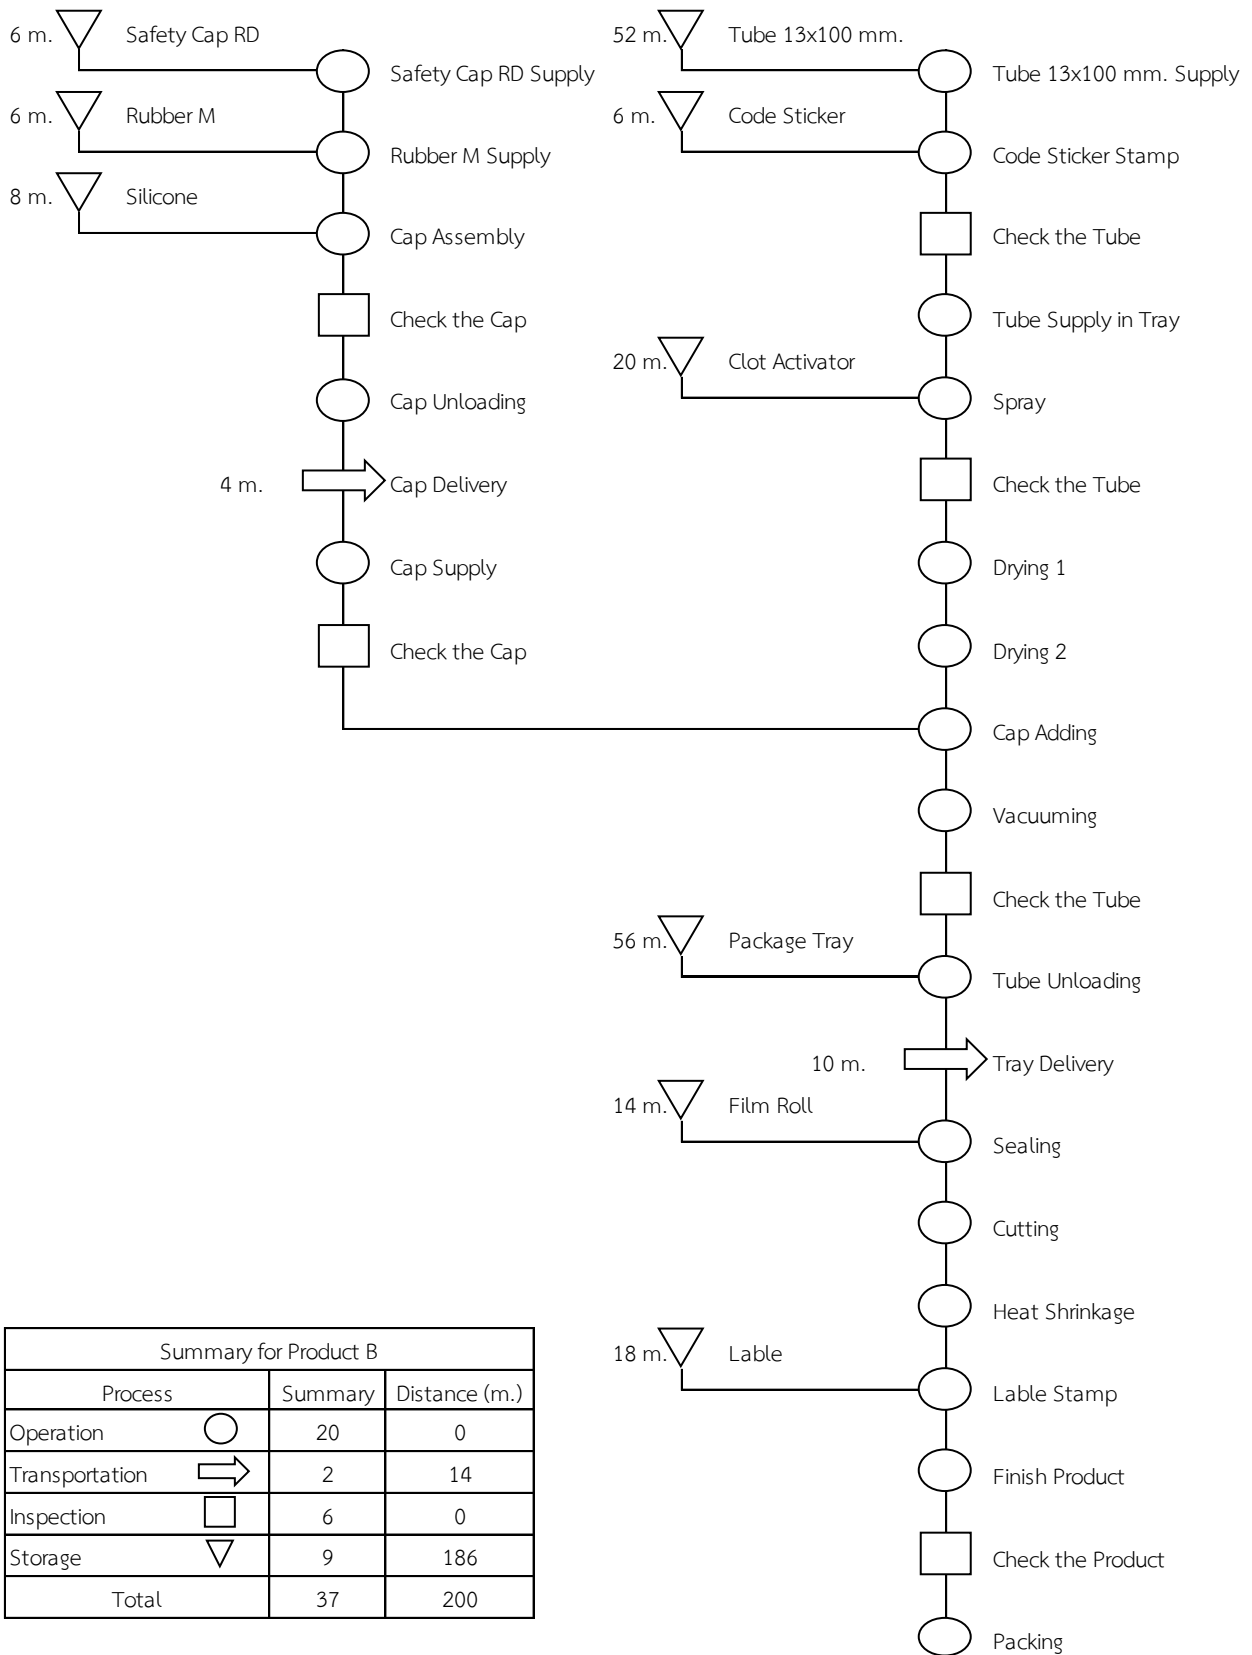 6 m. Safety Cap RD
Safety Cap RD Supply
6 m. Rubber M
Rubber M Supply
8 m. Silicone
Cap Assembly
Check the Cap
Cap Unloading
4 m. Cap Delivery
Cap Supply
Check the Cap
52 m. Tube 13x100 mm.
Tube 13x100 mm. Supply
6 m. Code Sticker
Code Sticker Stamp
Check the Tube
Tube Supply in Tray
20 m. Clot Activator
Spray
Check the Tube
Drying 1
Drying 2
Cap Adding
Vacuuming
Check the Tube
56 m. Package Tray
Tube Unloading
10 m. Tray Delivery
14 m. Film Roll
Sealing
Cutting
Heat Shrinkage
18 m. Lable
Lable Stamp
Finish Product
Check the Product
Packing
Summary for Product B
Process Summary Distance (m.)
Operation 20 0
Transportation 2 14
Inspection 6 0
Storage 9 186
Total 37 200